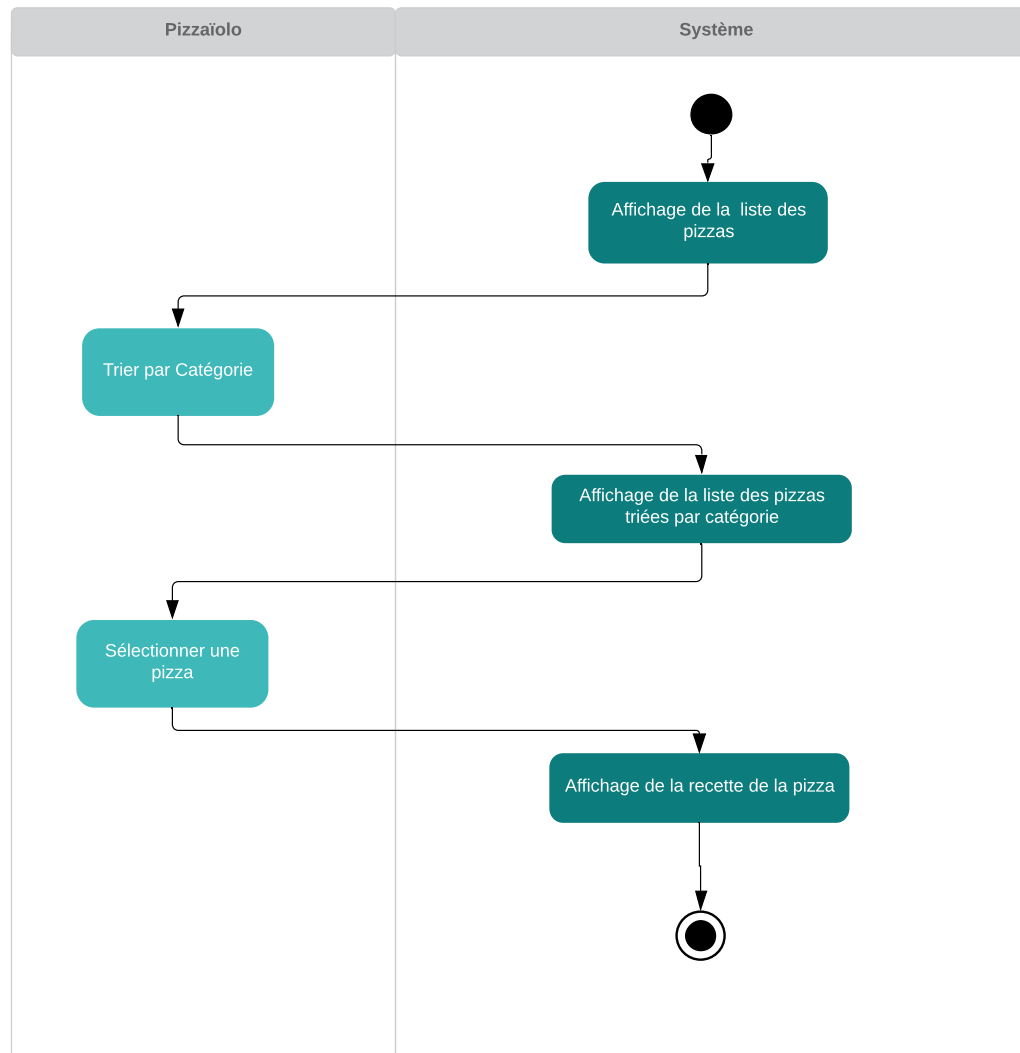 Pizzaïolo
Système
Affichage de la liste des
pizzas
Trier par Catégorie
Affichage de la liste des pizzas
triées par catégorie
Sélectionner une
pizza
Affichage de la recette de la pizza